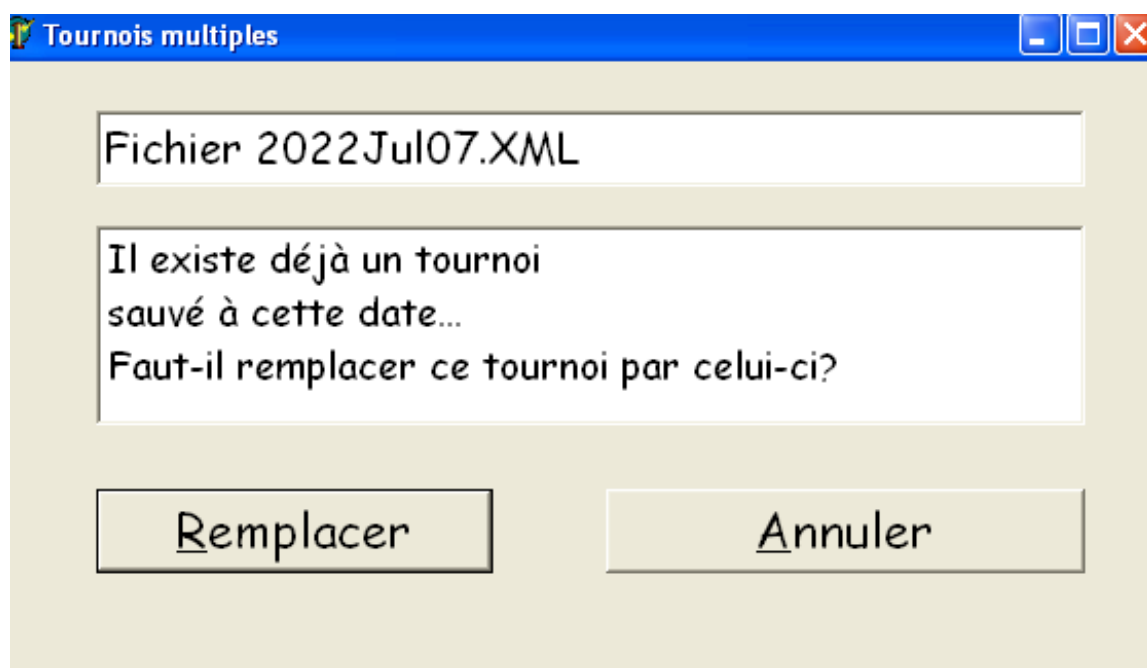 Tournois multiples
Fichier 2022Jul07.XML
Il existe déjà un tournoi
sauvé à cette date...
Faut-il remplacer ce tournoi par celui-ci?
Remplacer
Annuler